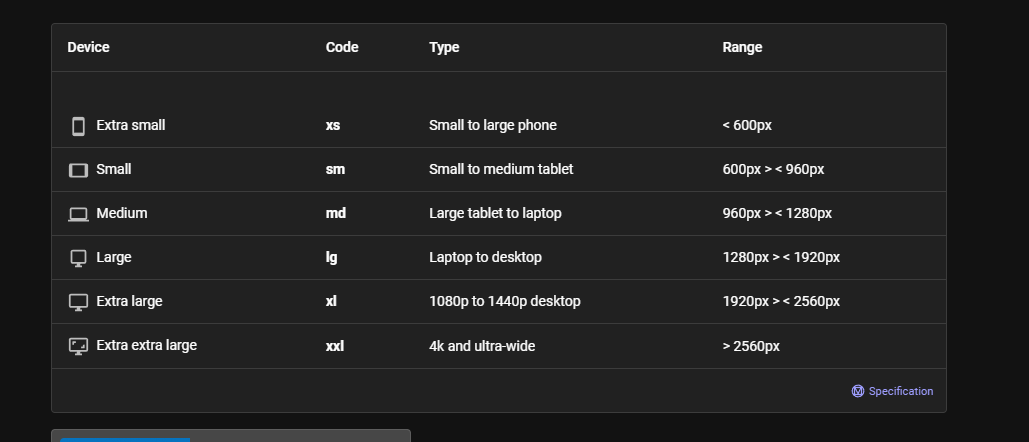 Device Code Type Range
Extra small xs Small to large phone < 600px
Small sm Small to medium tablet 600px > < 960px
Medium md Large tablet to laptop 960px > < 1280px
Large lg Laptop to desktop 1280px > < 1920px
Extra large xl 1080p to 1440p desktop 1920px > < 2560px
Extra extra large xxl 4k and ultra-wide > 2560px
Specification